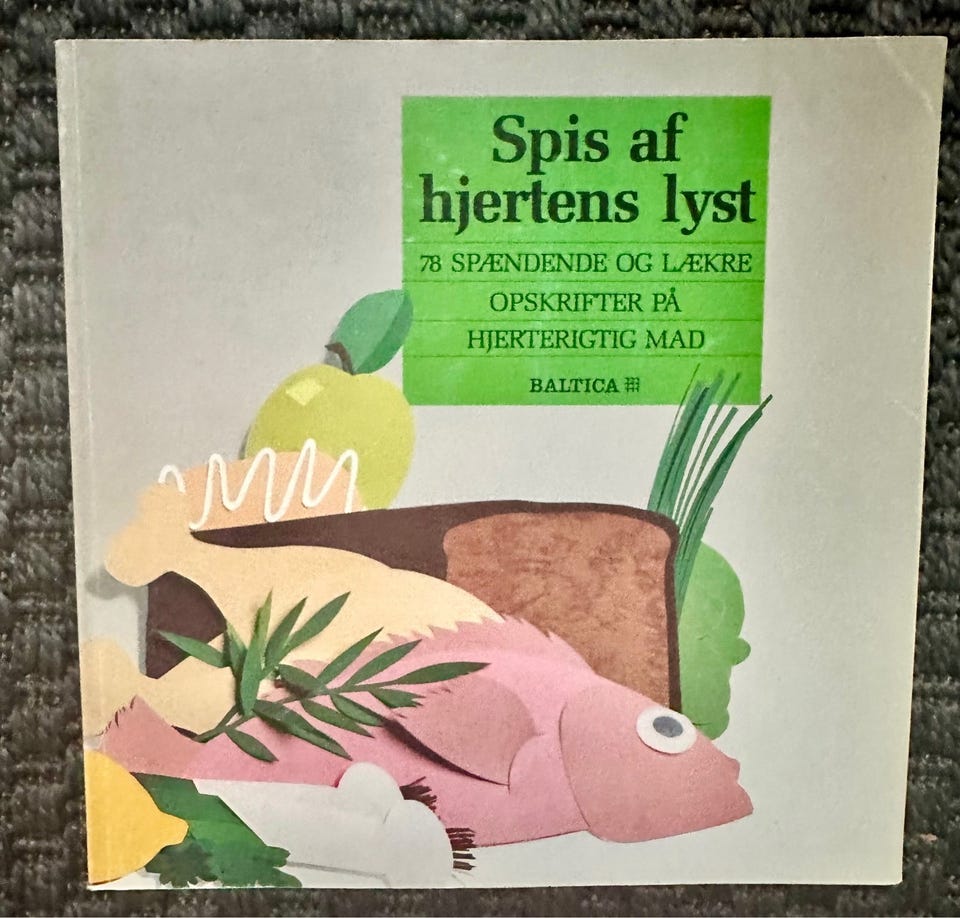 Spis af
hjertens lyst
78 SPÆNDENDE OG LÆKRE
OPSKRIFTER PÅ
HJERTERIGTIG MAD
BALTICA